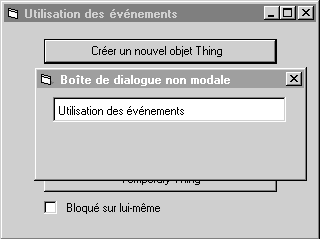 Utilisation des événements
Créer un nouvel objet Thing
Boîte de dialogue non modale
Utilisation des événements
Thing
Bloqué sur lui-même